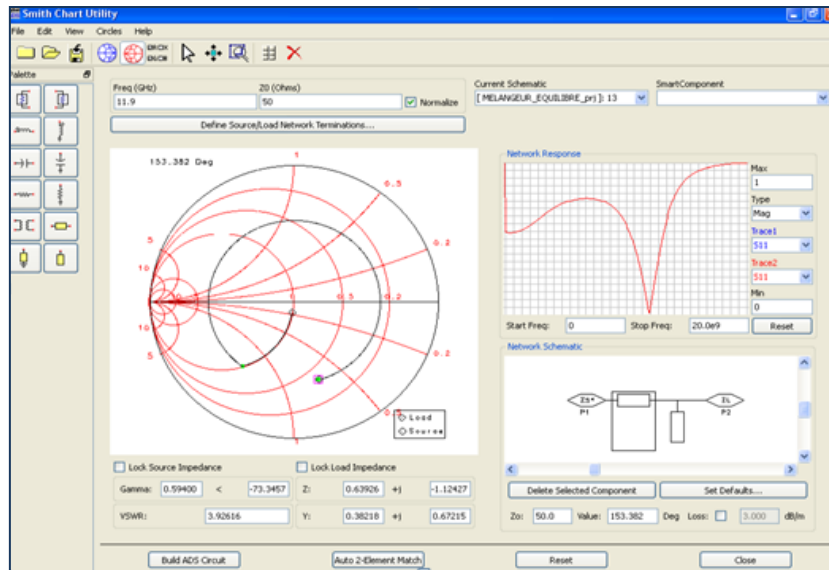 Smith Chart Utility
File Edit View Circles Help
Palette
Freq (GHz)
11.9
Z0 (Ohms)
50
Normalize
Define Source/Load Network Terminations...
Current Schematic
[ MELANGEUR_EQUILIBRE_prj ]: 13
SmartComponent
153.382 Deg
1
0.5
0.2
5
10
0.5
0.2
10
5
0.2
0.5
1
Load
Source
Network Response
Max
1
Type
Mag
Trace1
S11
Trace2
S11
Min
0
Start Freq: 0 Stop Freq: 20.0e9 Reset
Network Schematic
ZS*
P1
ZL
P2
Lock Source Impedance Lock Load Impedance
Gamma: 0.59400 < -73.3457 Z: 0.63926 +j -1.12427
VSWR: 3.92616 Y: 0.38218 +j 0.67215
Delete Selected Component Set Defaults...
Zo: 50.0 Value: 153.382 Deg Loss: 3.000 dB/m
Build ADS Circuit Auto 2-Element Match Reset Close